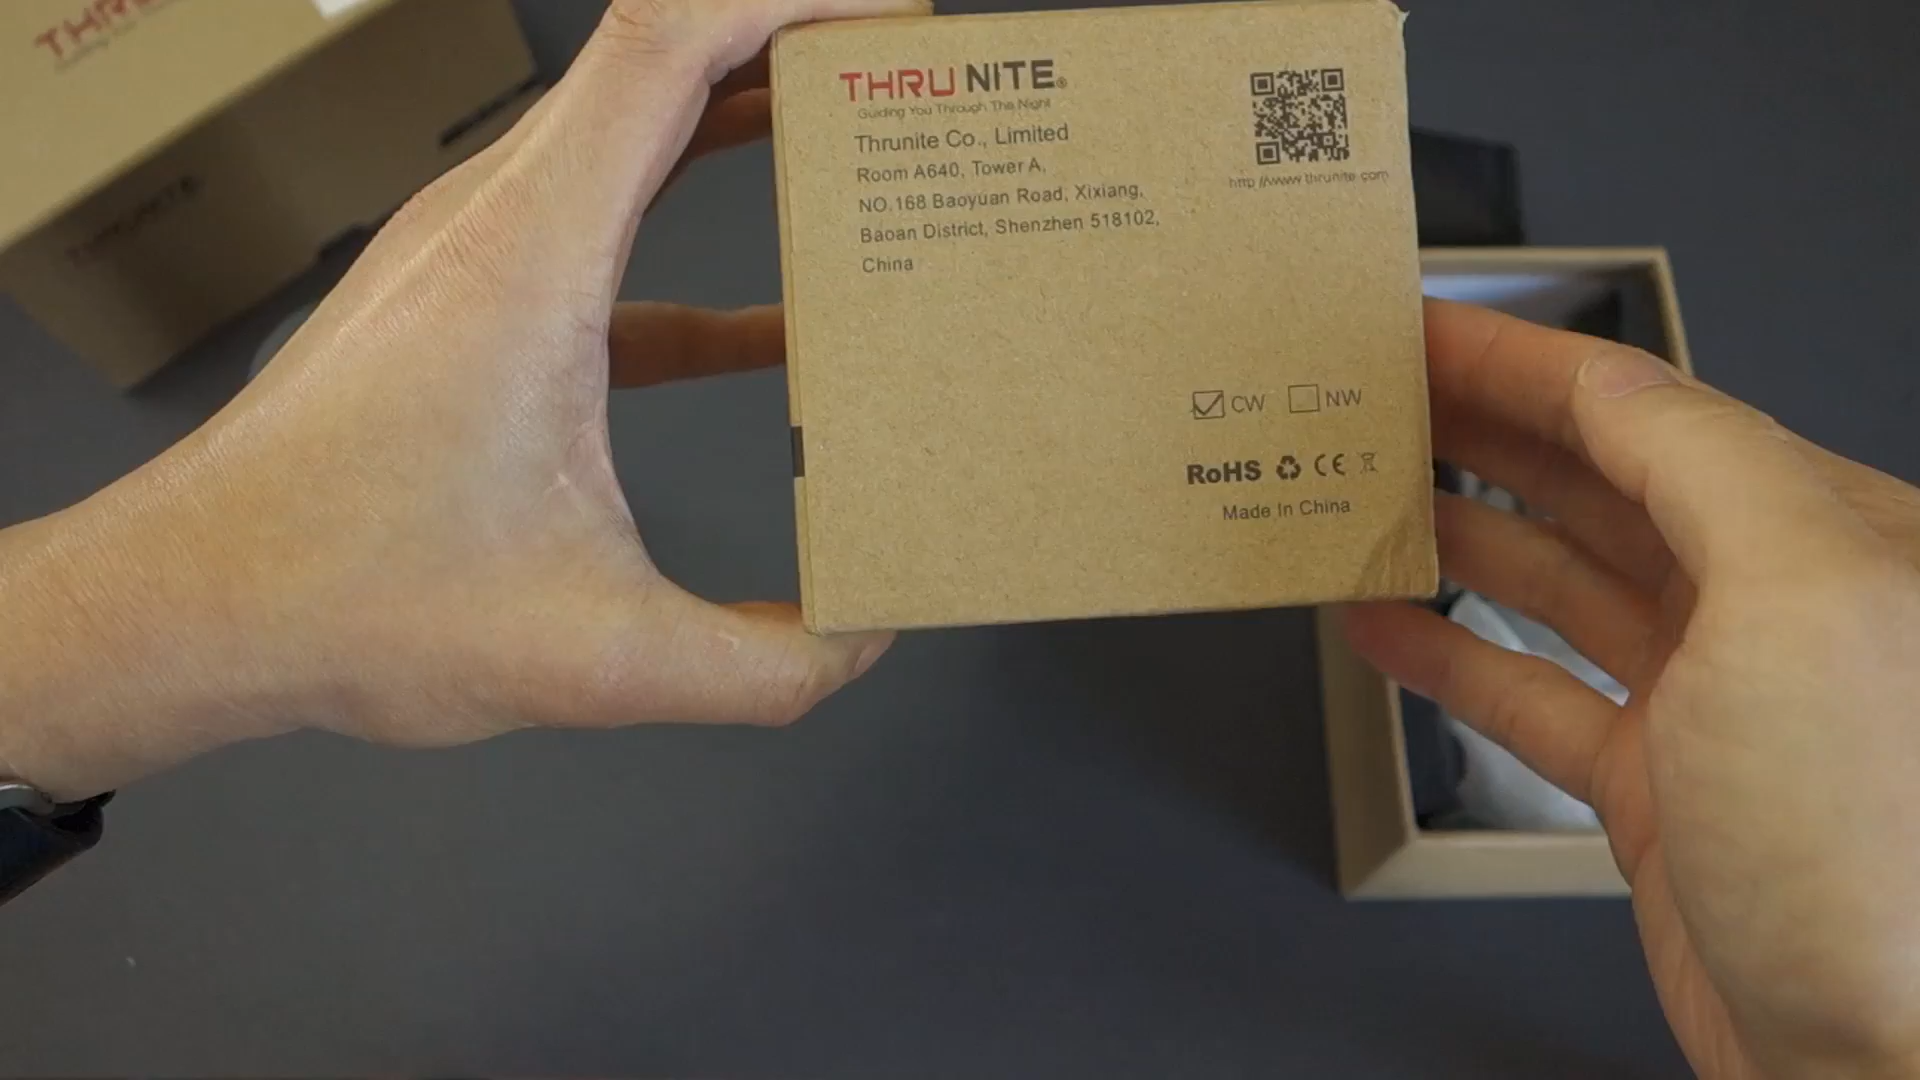 THRUNITE
THRU NITE®
Guiding You Through The Night
Thrunite Co., Limited
Room A640, Tower A,
NO.168 Baoyuan Road, Xixiang,
Baoan District, Shenzhen 518102,
China
http://www.thrunite.com
CW NW
RoHS CE
Made In China